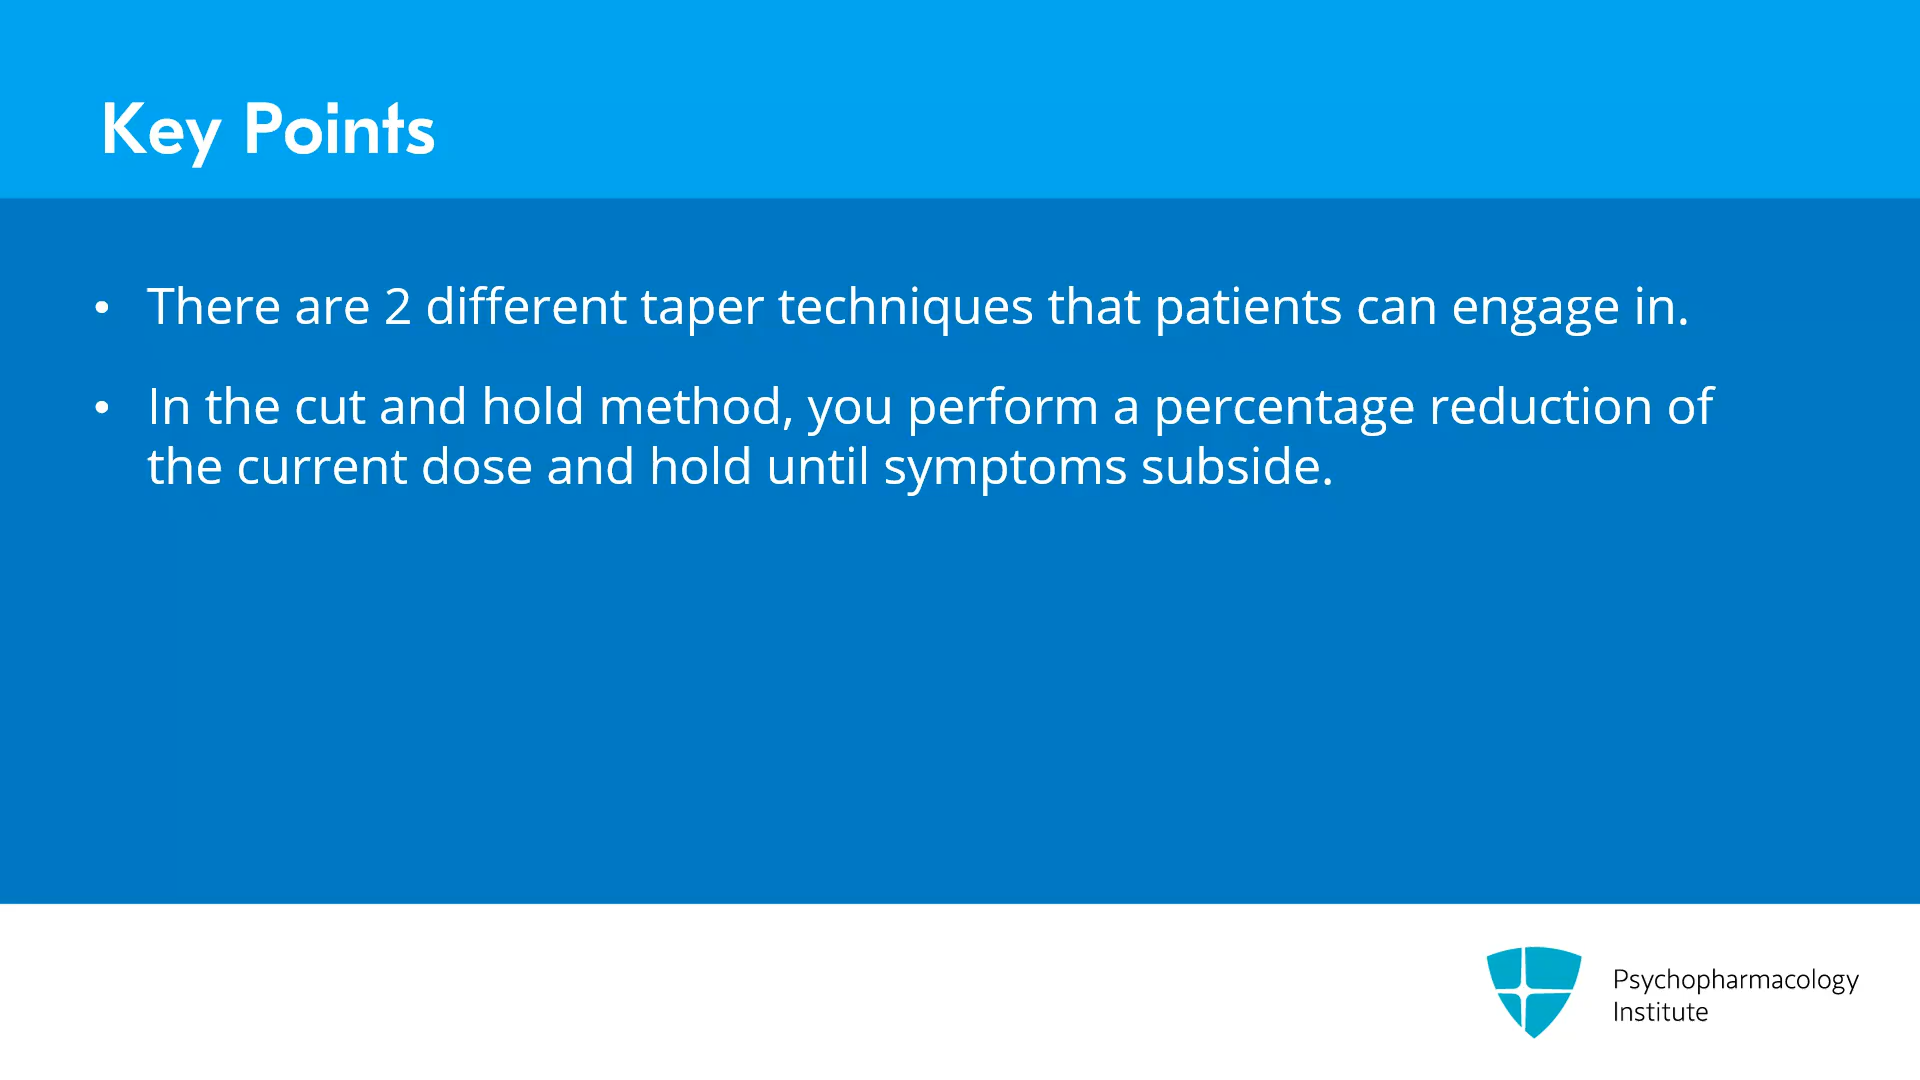 Key Points
• There are 2 different taper techniques that patients can engage in.
• In the cut and hold method, you perform a percentage reduction of
the current dose and hold until symptoms subside.
Psychopharmacology
Institute